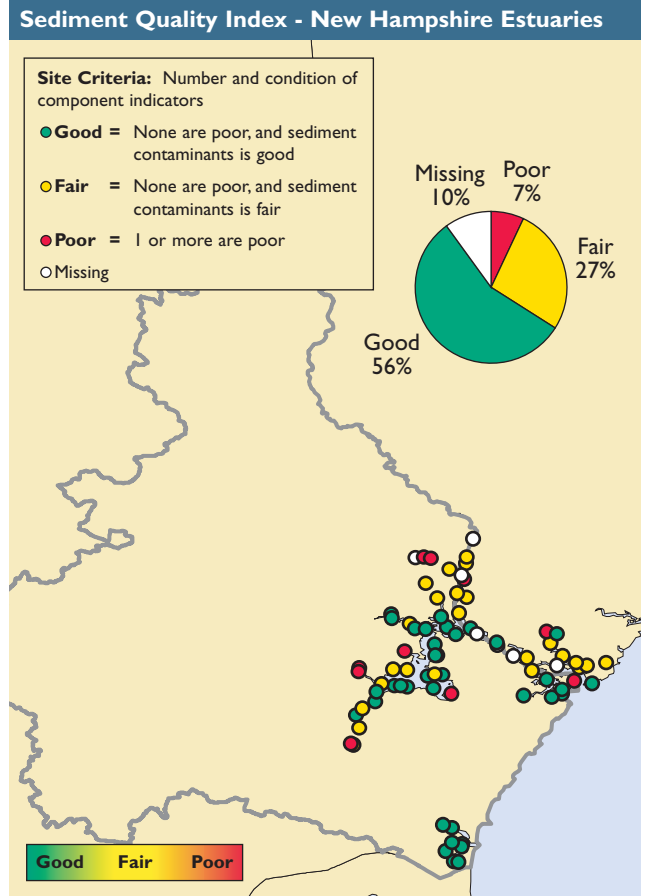 Sediment Quality Index - New Hampshire Estuaries
Site Criteria: Number and condition of
component indicators
Good = None are poor, and sediment
contaminants is good
Fair = None are poor, and sediment
contaminants is fair
Poor = 1 or more are poor
Missing
Missing
10%
Poor
7%
Fair
27%
Good
56%
Good Fair Poor